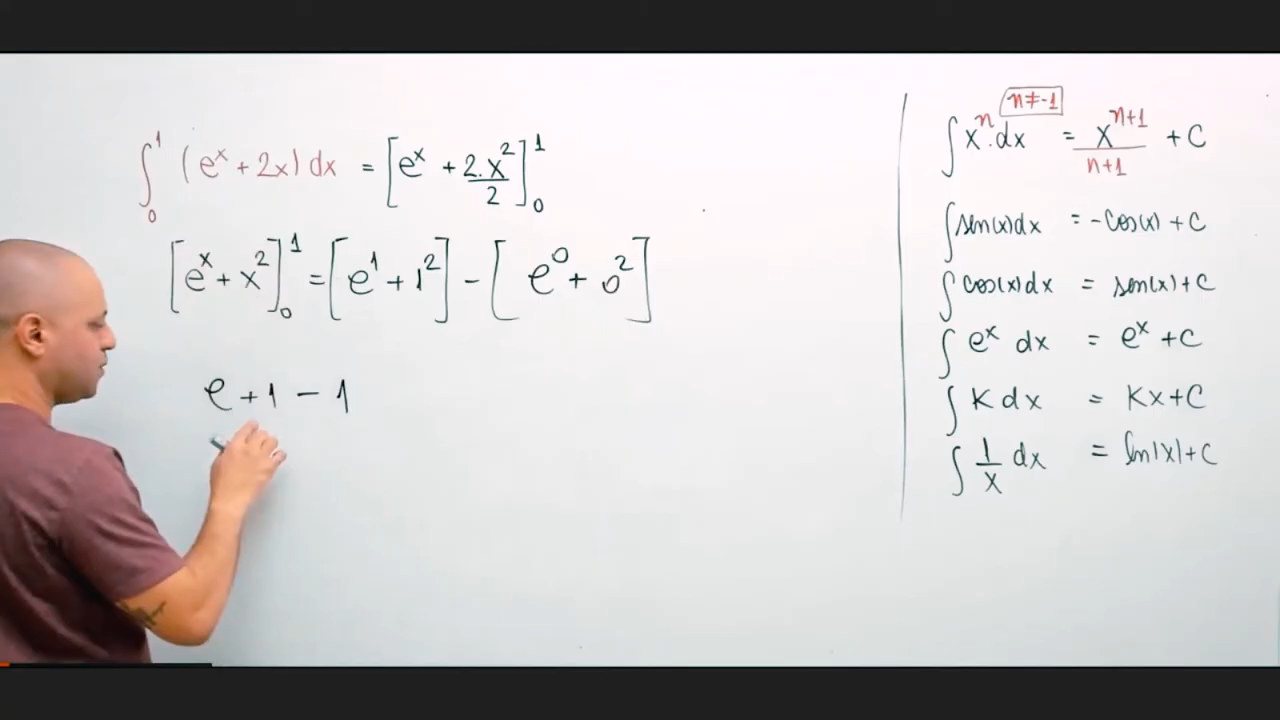 ∫₀¹ (eˣ + 2x) dx = [eˣ + 2.x²/2]₀¹
[eˣ + x²]₀¹ = [e¹ + 1²] - [e⁰ + 0²]
e + 1 - 1
n ≠ -1
∫ xⁿ.dx = xⁿ⁺¹/n+1 + C
∫ sen(x)dx = -cos(x) + C
∫ cos(x)dx = sen(x) + C
∫ eˣ dx = eˣ + C
∫ K dx = Kx + C
∫ 1/x dx = ln|x| + C